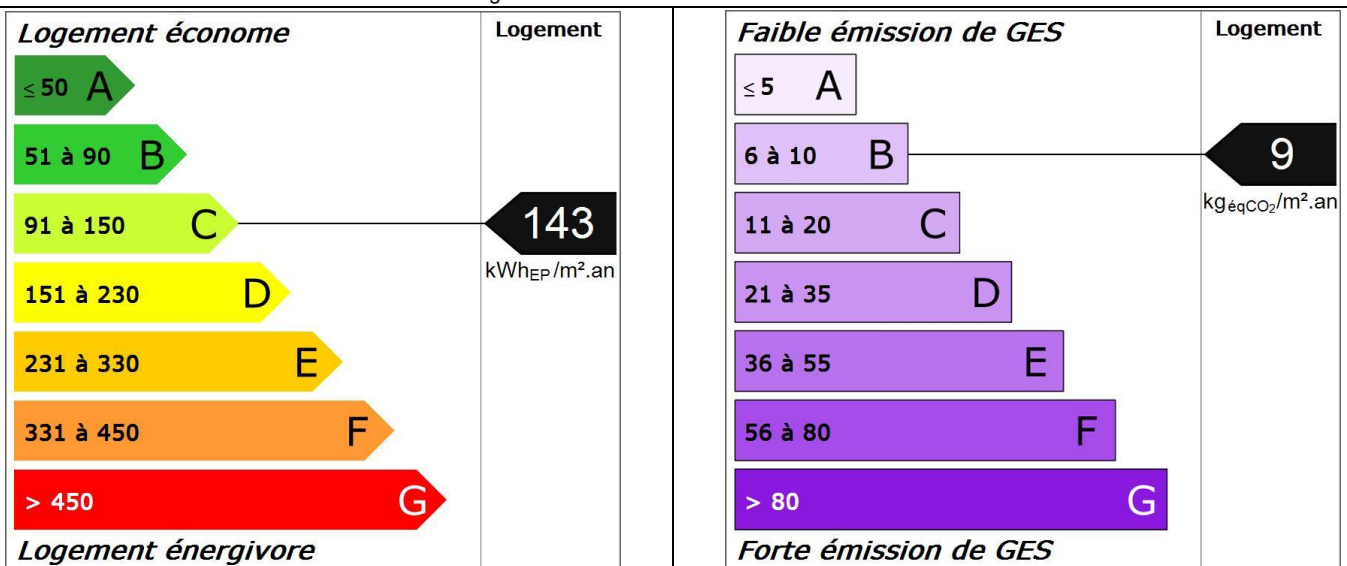 Logement économe
Logement
≤ 50 A
51 à 90 B
91 à 150 C
143
kWhEP/m².an
151 à 230 D
231 à 330 E
331 à 450 F
> 450 G
Logement énergivore
Faible émission de GES
Logement
≤ 5 A
6 à 10 B
9
kgéqCO₂/m².an
11 à 20 C
21 à 35 D
36 à 55 E
56 à 80 F
> 80 G
Forte émission de GES